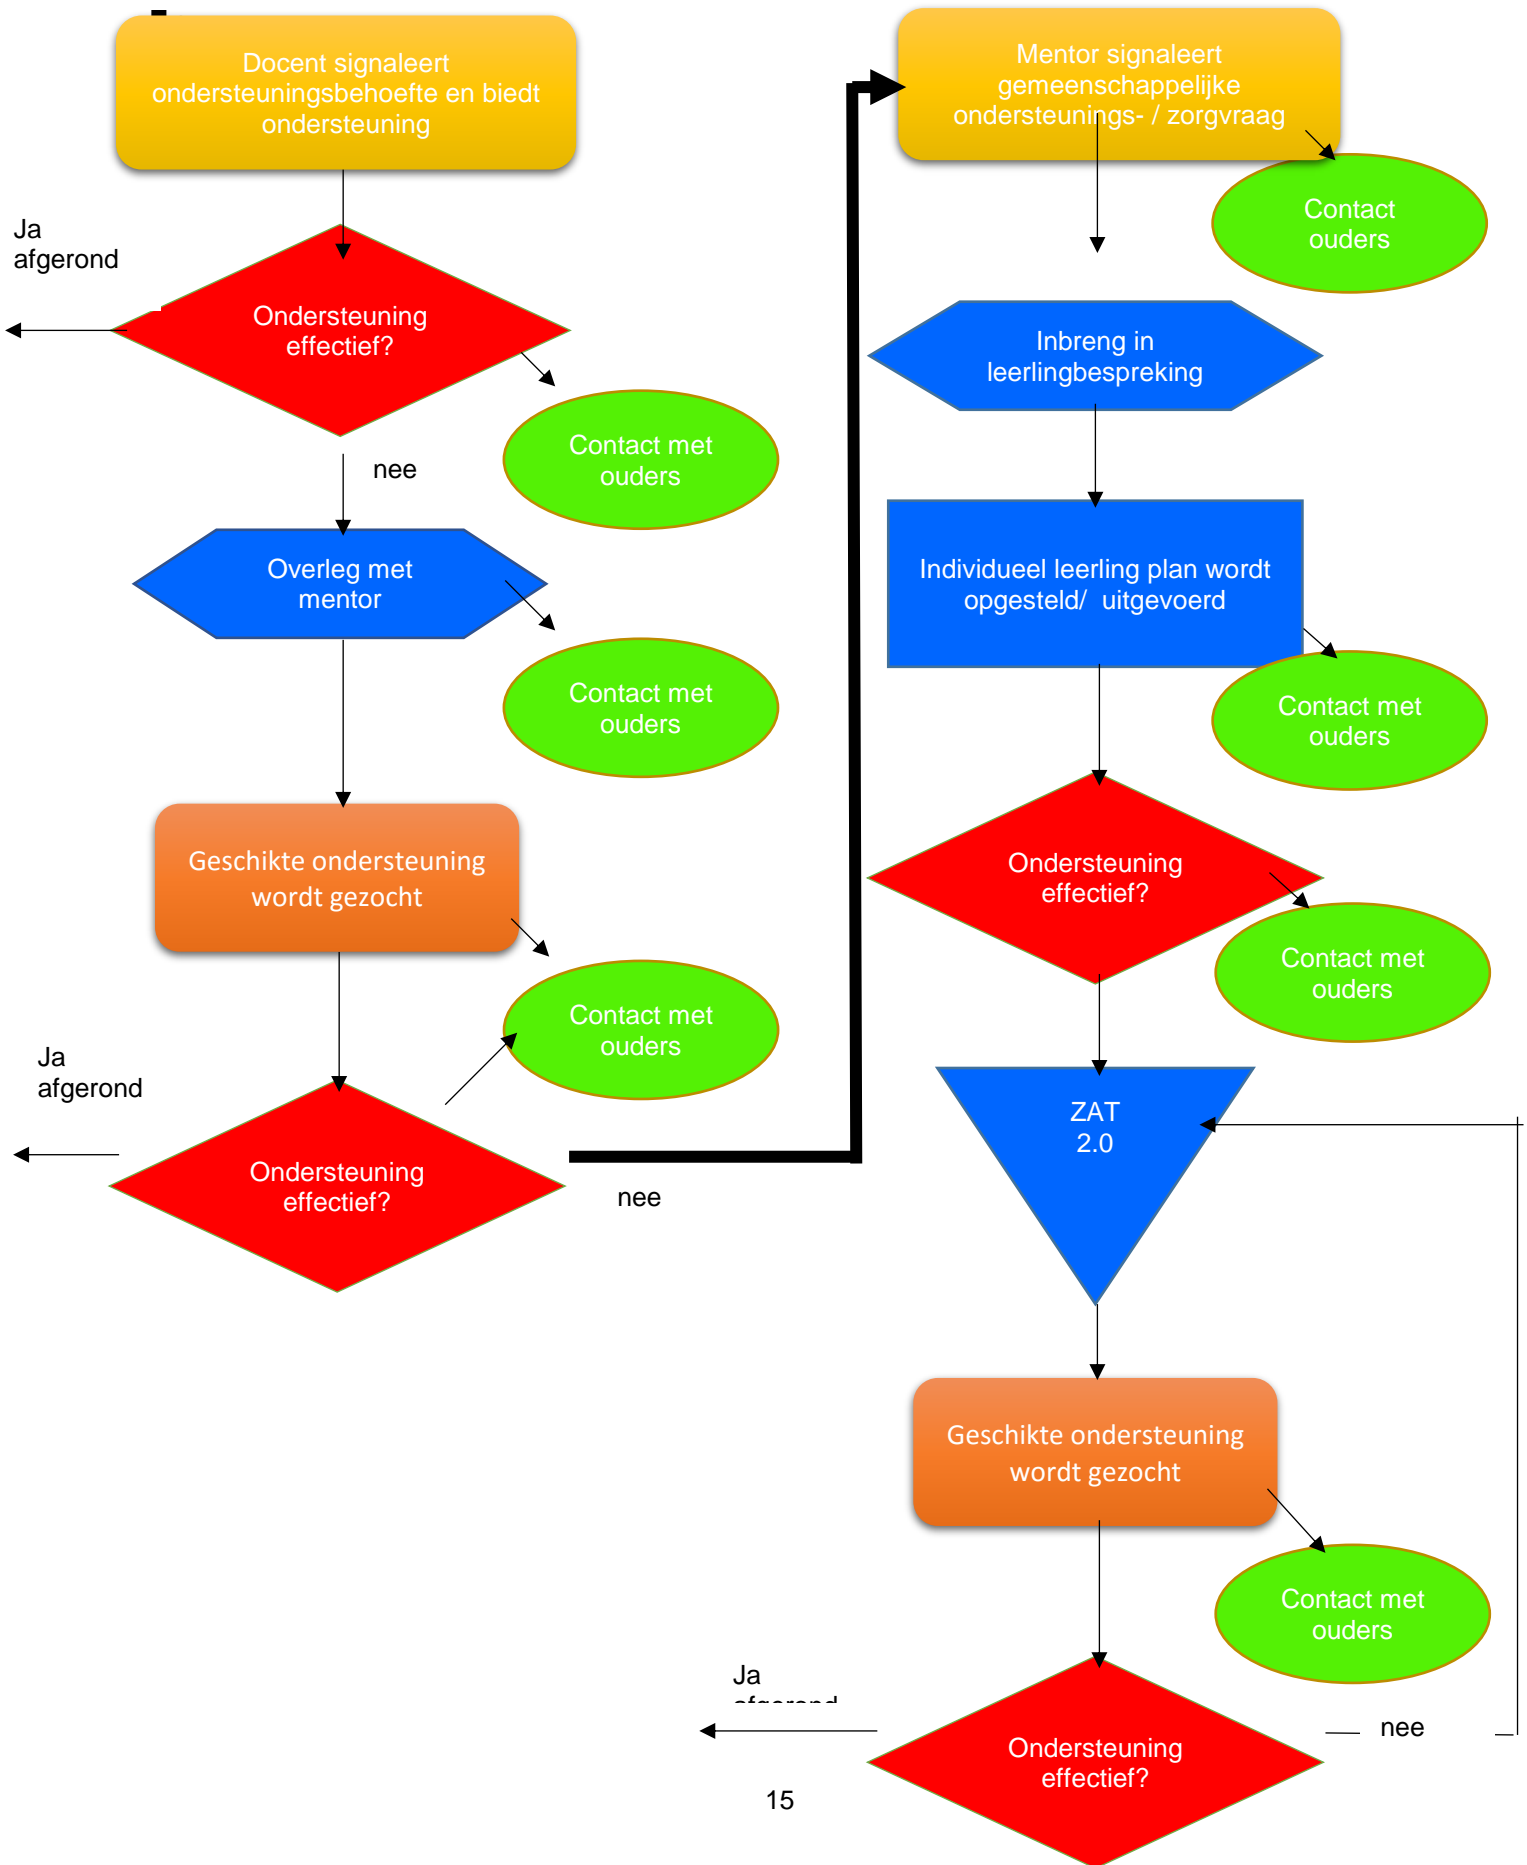 Docent signaleert
ondersteuningsbehoefte en biedt
ondersteuning
Ja
afgerond
Ondersteuning
effectief?
Contact met
ouders
nee
Overleg met
mentor
Contact met
ouders
Geschikte ondersteuning
wordt gezocht
Contact met
ouders
Ja
afgerond
Ondersteuning
effectief?
nee
Mentor signaleert
gemeenschappelijke
ondersteunings- / zorgvraag
Contact
ouders
Inbreng in
leerlingbespreking
Individueel leerling plan wordt
opgesteld/ uitgevoerd
Contact met
ouders
Ondersteuning
effectief?
Contact met
ouders
ZAT
2.0
Geschikte ondersteuning
wordt gezocht
Contact met
ouders
Ja
Ondersteuning
effectief?
nee
15